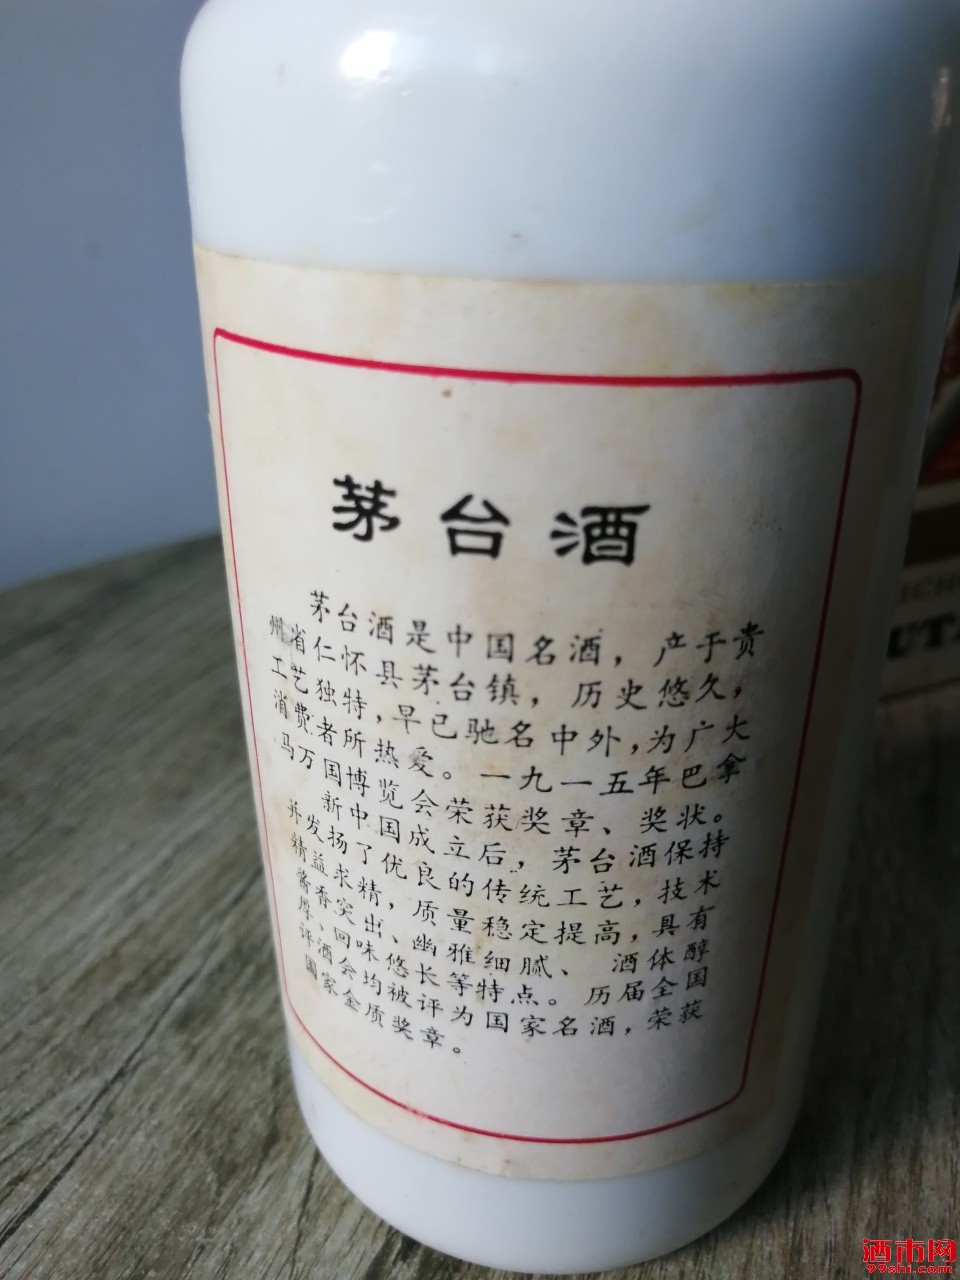 茅台酒
茅台酒是中国名酒，产于贵
州省仁怀县茅台镇，历史悠久，
工艺独特，早已驰名中外，为广大
消费者所热爱。一九一五年巴拿
马万国博览会荣获奖章、奖状。
新中国成立后，茅台酒保持
并发扬了优良的传统工艺，技术
精益求精，质量稳定提高，具有
酱香突出、幽雅细腻、酒体醇
厚、回味悠长等特点。历届全国
评酒会均被评为国家名酒，荣获
国家金质奖章。
ICH
UT
酒市网
99shi.com